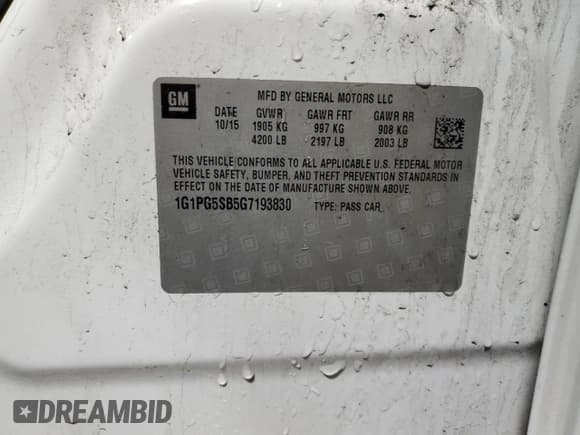 GM
MFD BY GENERAL MOTORS LLC
DATE GVWR GAWR FRT GAWR RR
10/15 1905 KG 997 KG 908 KG
4200 LB 2197 LB 2003 LB
THIS VEHICLE CONFORMS TO ALL APPLICABLE U.S. FEDERAL MOTOR
VEHICLE SAFETY, BUMPER, AND THEFT PREVENTION STANDARDS IN
EFFECT ON THE DATE OF MANUFACTURE SHOWN ABOVE.
1G1PG5SB5G7193830 TYPE: PASS CAR
DREAMBID